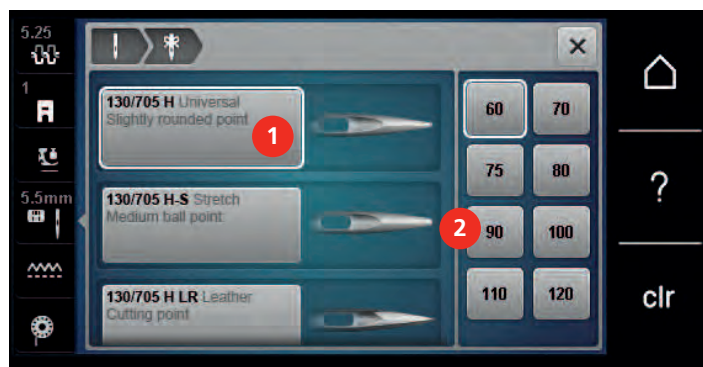 5.25
1
5.5mm
130/705 H Universal
Slightly rounded point
1
130/705 H-S Stretch
Medium ball point
130/705 H LR Leather
Cutting point
2
60 70
75 80
90 100
110 120
?
clr